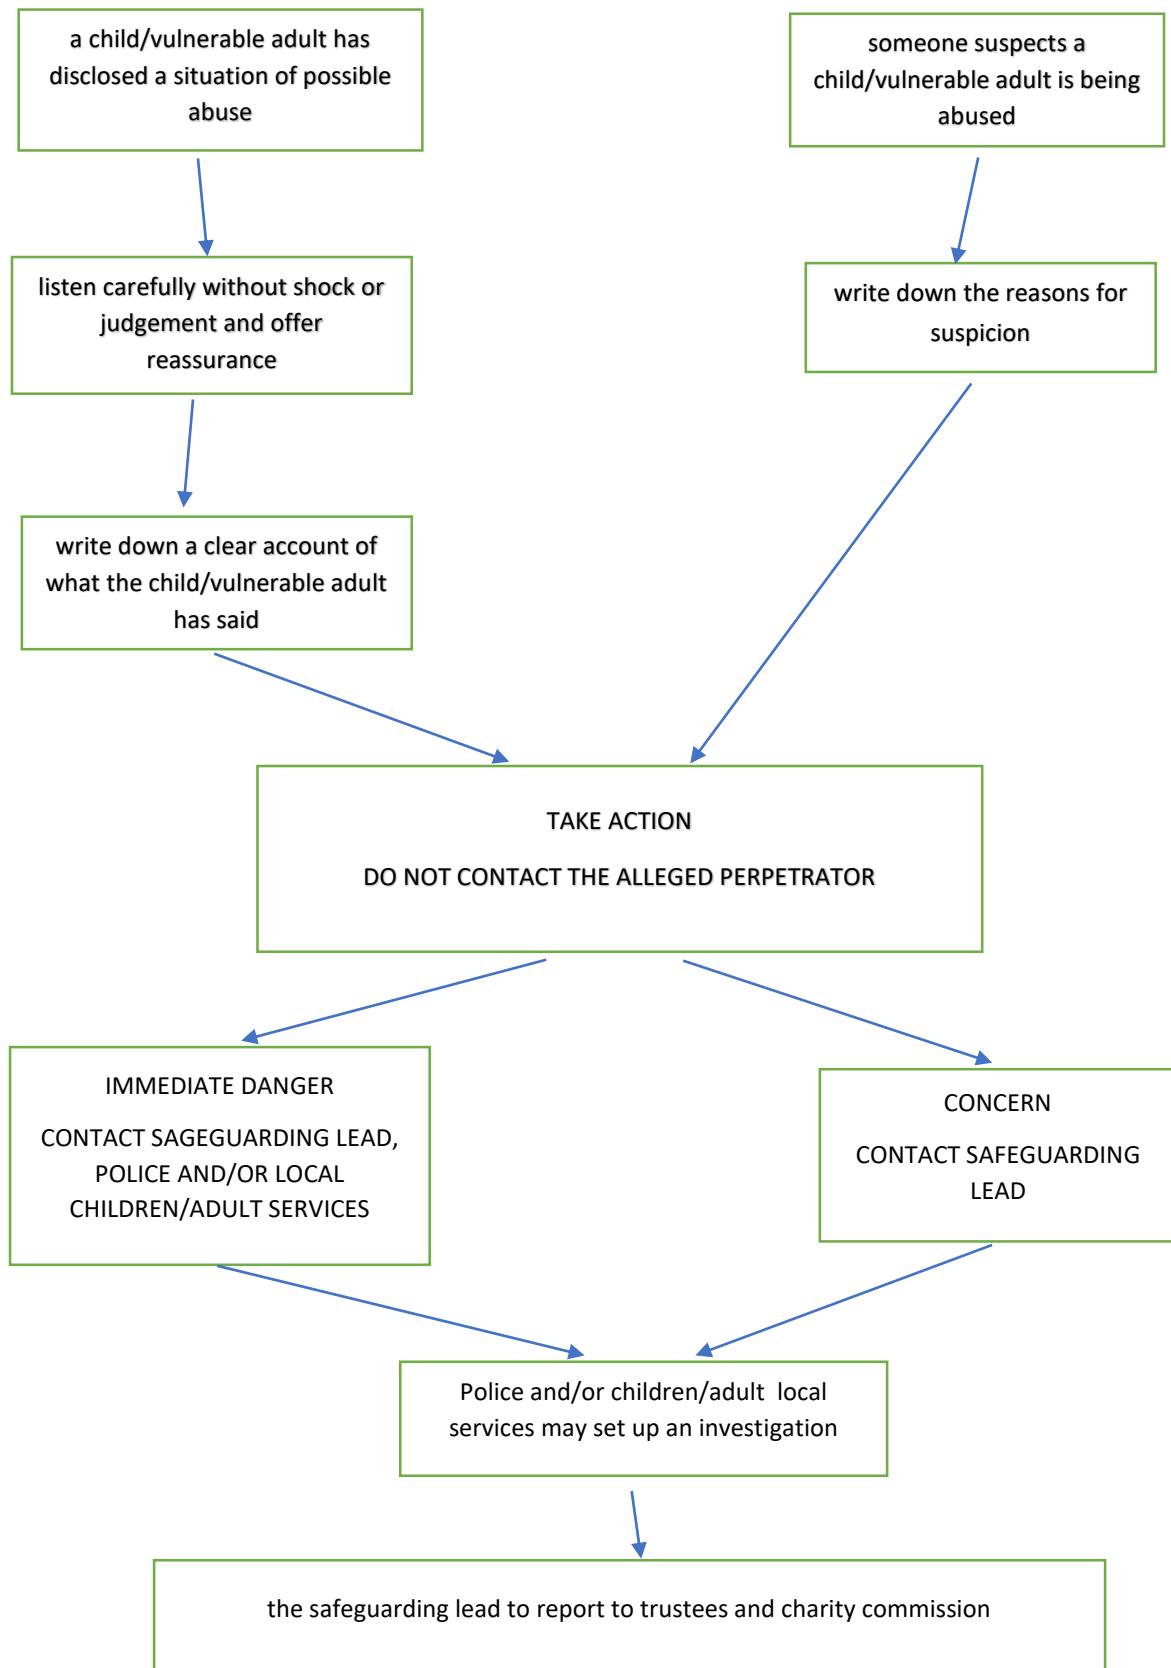 a child/vulnerable adult has
disclosed a situation of possible
abuse
someone suspects a
child/vulnerable adult is being
abused
listen carefully without shock or
judgement and offer
reassurance
write down the reasons for
suspicion
write down a clear account of
what the child/vulnerable adult
has said
TAKE ACTION
DO NOT CONTACT THE ALLEGED PERPETRATOR
IMMEDIATE DANGER
CONTACT SAGEGUARDING LEAD,
POLICE AND/OR LOCAL
CHILDREN/ADULT SERVICES
CONCERN
CONTACT SAFEGUARDING
LEAD
Police and/or children/adult  local
services may set up an investigation
the safeguarding lead to report to trustees and charity commission